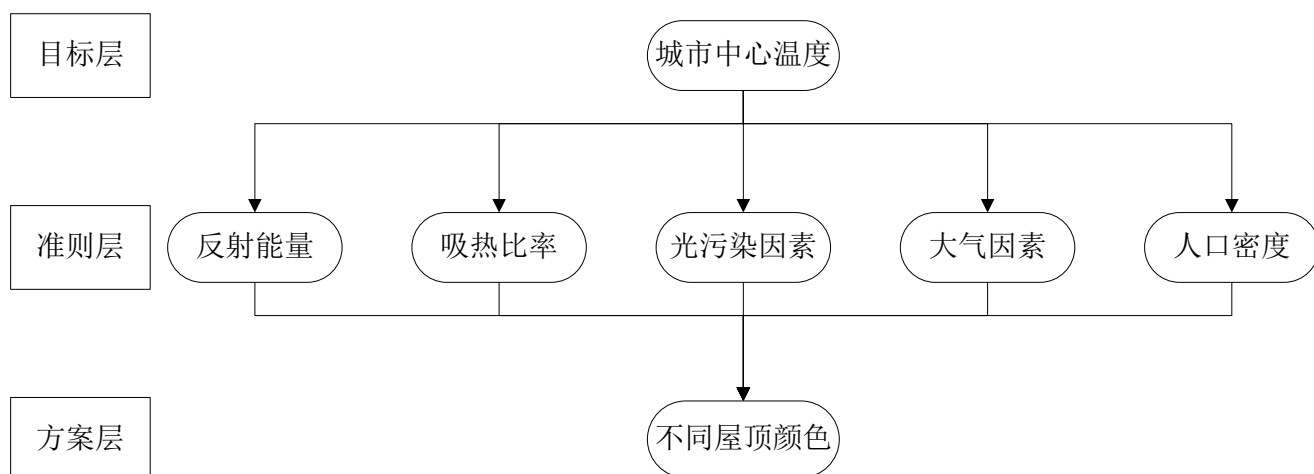 目标层
城市中心温度
准则层
反射能量
吸热比率
光污染因素
大气因素
人口密度
方案层
不同屋顶颜色